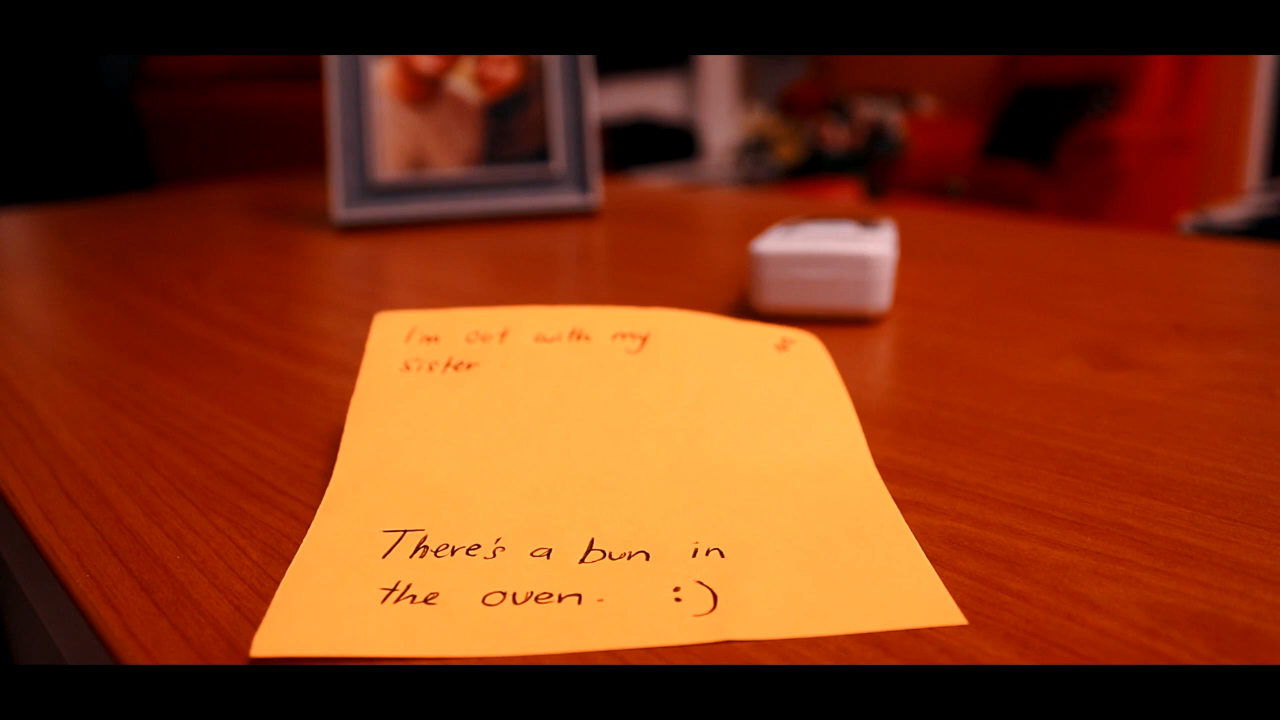 I'm out with my
sister
There's a bun in
the oven. :)